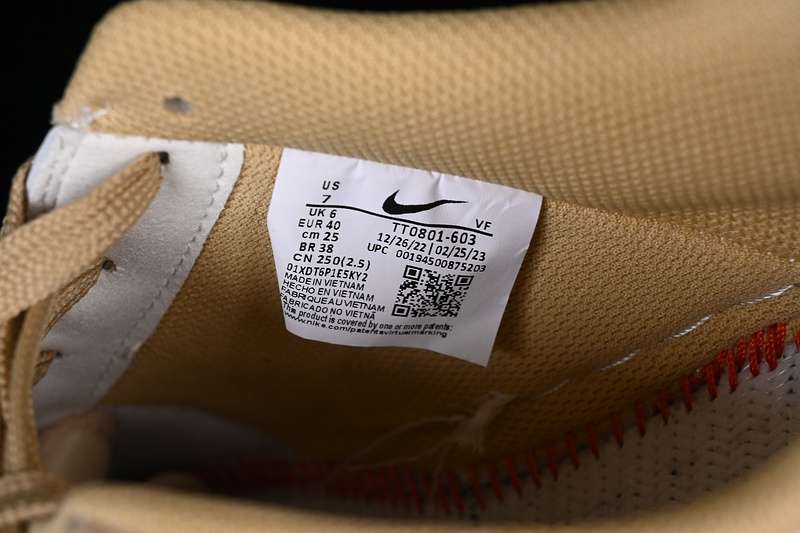 US
7
UK 6
EUR 40
cm 25
BR 38
CN 250(2.5)
VF
TT0801-603
12/26/22 | 02/25/23
UPC 00194500875203
01XDT6P1E5KY2
MADE IN VIETNAM
HECHO EN VIETNAM
FABRIQUE AU VIETNAM
FABRICADO NO VIETNÃ
This product is covered by one or more patents;
www.nike.com/patentsvirtualmarking